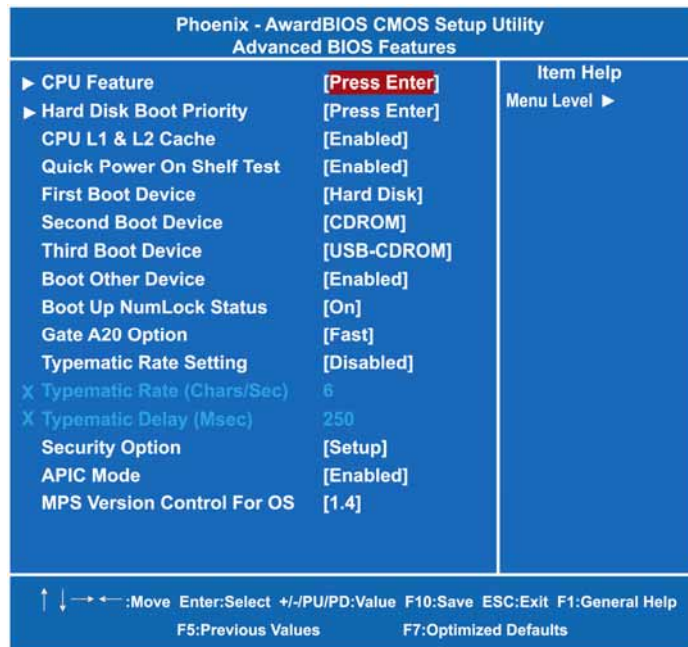 Phoenix - AwardBIOS CMOS Setup Utility
Advanced BIOS Features
▶ CPU Feature [Press Enter]
▶ Hard Disk Boot Priority [Press Enter]
CPU L1 & L2 Cache [Enabled]
Quick Power On Shelf Test [Enabled]
First Boot Device [Hard Disk]
Second Boot Device [CDROM]
Third Boot Device [USB-CDROM]
Boot Other Device [Enabled]
Boot Up NumLock Status [On]
Gate A20 Option [Fast]
Typematic Rate Setting [Disabled]
X Typematic Rate (Chars/Sec) 6
X Typematic Delay (Msec) 250
Security Option [Setup]
APIC Mode [Enabled]
MPS Version Control For OS [1.4]
Item Help
Menu Level ▶
↑ ↓ → ← :Move Enter:Select +/-/PU/PD:Value F10:Save ESC:Exit F1:General Help
F5:Previous Values F7:Optimized Defaults